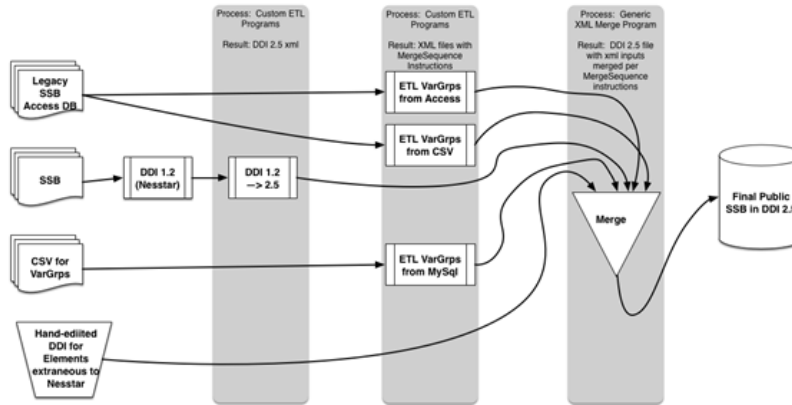 Process: Custom ETL
Programs
Result: DDI 2.5 xml
Process: Custom ETL
Programs
Result: XML files with
MergeSequence
Instructions
Process: Generic
XML Merge Program
Result: DDI 2.5 file
with xml inputs
merged per
MergeSequence
instructions
Legacy
SSB
Access DB
ETL VarGrps
from Access
ETL VarGrps
from CSV
SSB
DDI 1.2
(Nesstar)
DDI 1.2
—> 2.5
Merge
Final Public
SSB in DDI 2.5
CSV for
VarGrps
ETL VarGrps
from MySql
Hand-ediited
DDI for
Elements
extraneous to
Nesstar